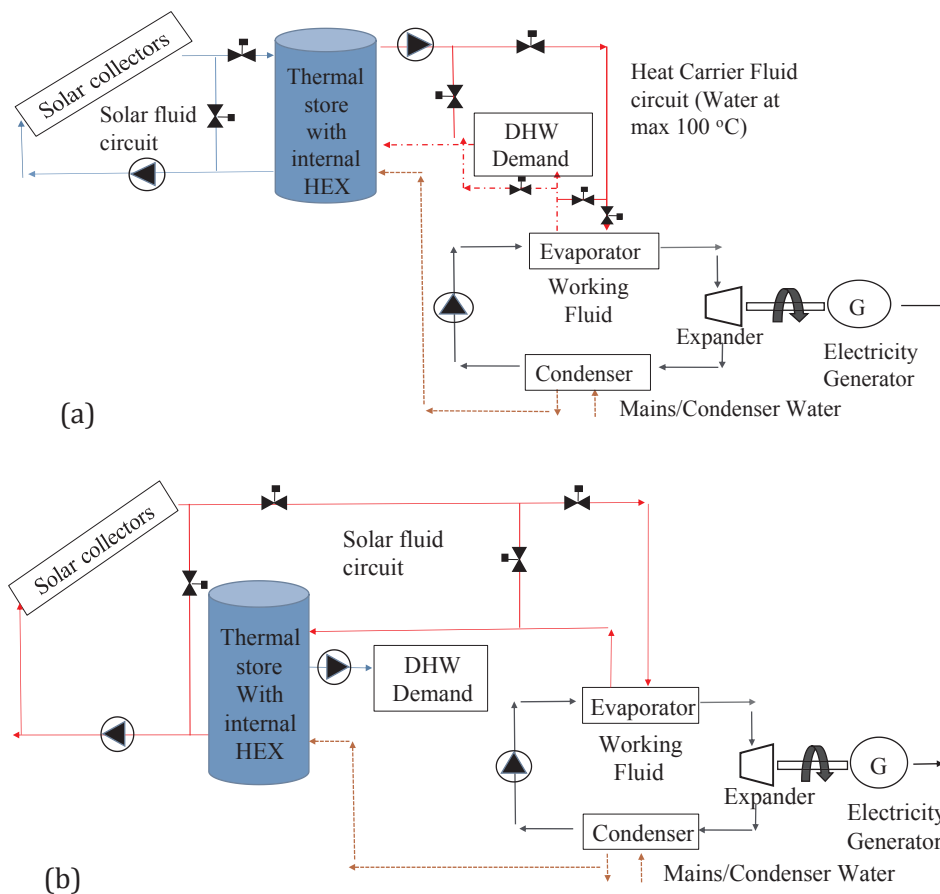 (a)
Solar collectors
Solar fluid
circuit
Thermal
store
with
internal
HEX
DHW
Demand
Heat Carrier Fluid
circuit (Water at
max 100 °C)
Evaporator
Working
Fluid
Expander
G
Electricity
Generator
Condenser
Mains/Condenser Water
(b)
Solar collectors
Solar fluid
circuit
Thermal
store
With
internal
HEX
DHW
Demand
Evaporator
Working
Fluid
Expander
G
Electricity
Generator
Condenser
Mains/Condenser Water